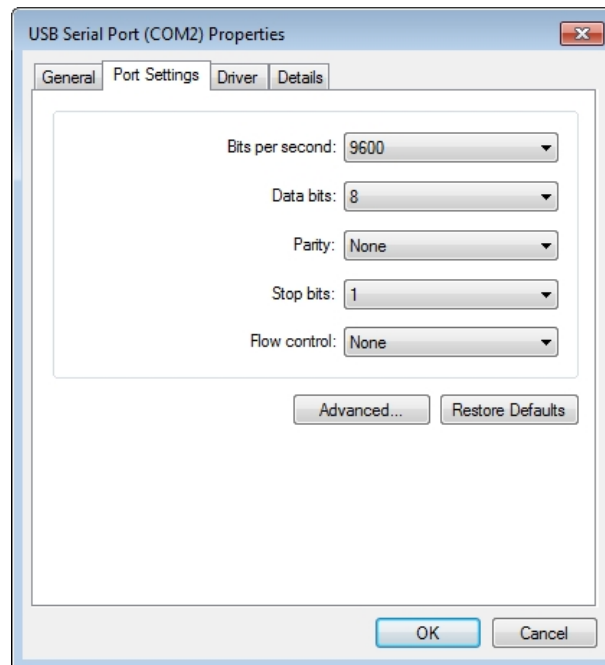 USB Serial Port (COM2) Properties
General Port Settings Driver Details
Bits per second: 9600
Data bits: 8
Parity: None
Stop bits: 1
Flow control: None
Advanced... Restore Defaults
OK Cancel